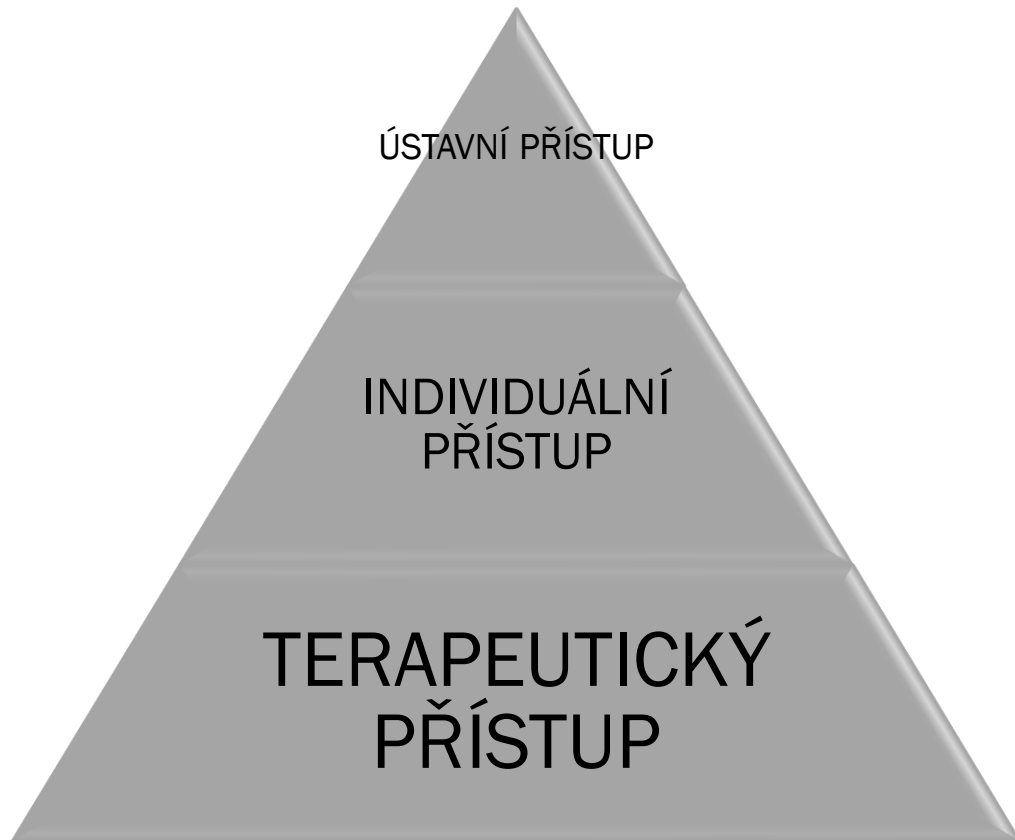 ÚSTAVNÍ PŘÍSTUP
INDIVIDUÁLNÍ
PŘÍSTUP
TERAPEUTICKÝ
PŘÍSTUP